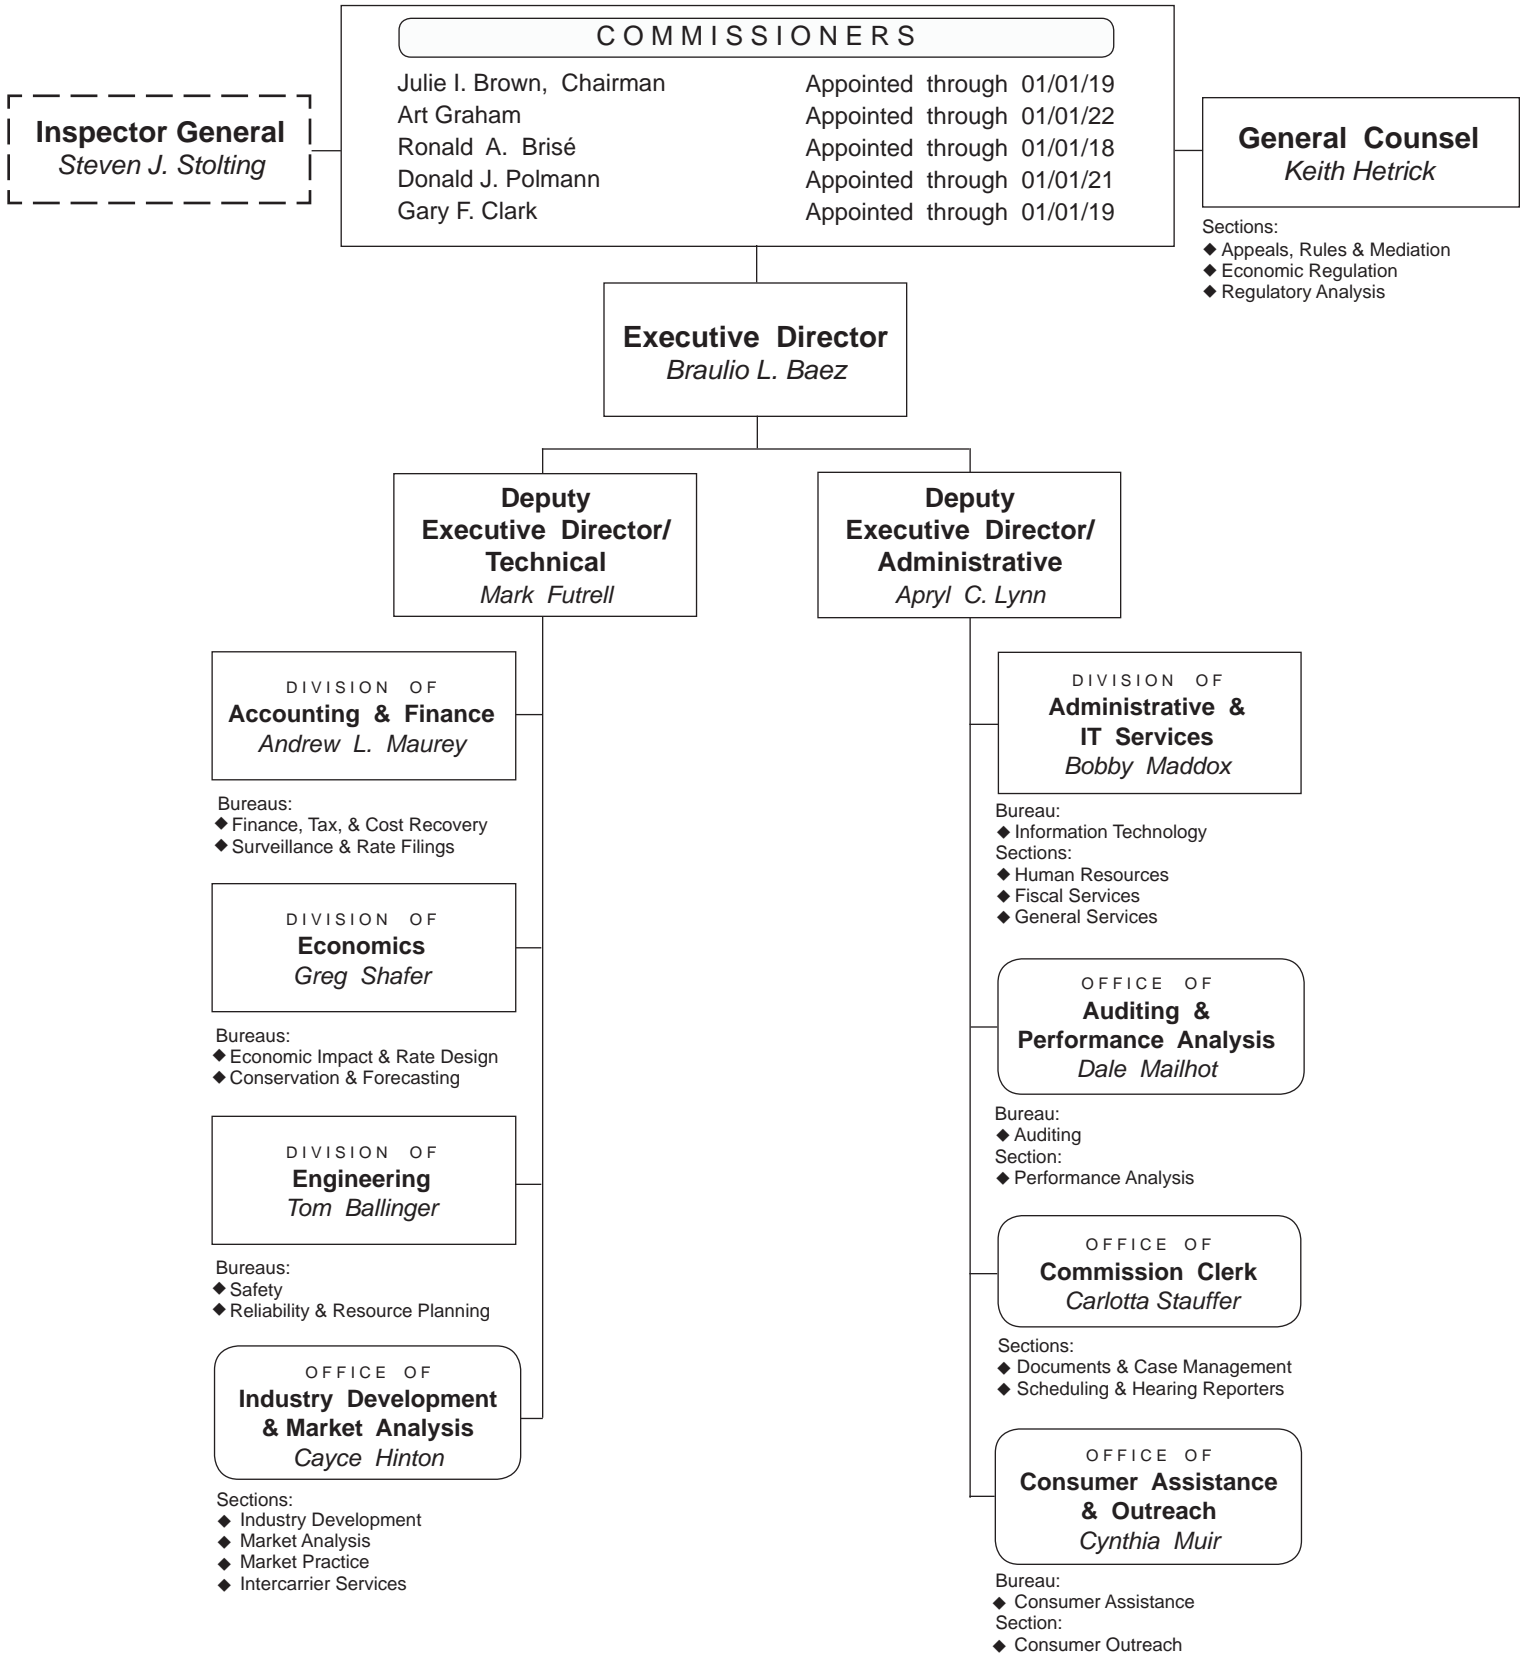 COMMISSIONERS
Julie I. Brown, Chairman Appointed through 01/01/19
Art Graham Appointed through 01/01/22
Ronald A. Brisé Appointed through 01/01/18
Donald J. Polmann Appointed through 01/01/21
Gary F. Clark Appointed through 01/01/19
Inspector General
Steven J. Stolting
General Counsel
Keith Hetrick
Sections:
◆ Appeals, Rules & Mediation
◆ Economic Regulation
◆ Regulatory Analysis
Executive Director
Braulio L. Baez
Deputy
Executive Director/
Technical
Mark Futrell
Deputy
Executive Director/
Administrative
Apryl C. Lynn
DIVISION OF
Accounting & Finance
Andrew L. Maurey
Bureaus:
◆ Finance, Tax, & Cost Recovery
◆ Surveillance & Rate Filings
DIVISION OF
Economics
Greg Shafer
Bureaus:
◆ Economic Impact & Rate Design
◆ Conservation & Forecasting
DIVISION OF
Engineering
Tom Ballinger
Bureaus:
◆ Safety
◆ Reliability & Resource Planning
OFFICE OF
Industry Development
& Market Analysis
Cayce Hinton
Sections:
◆ Industry Development
◆ Market Analysis
◆ Market Practice
◆ Intercarrier Services
DIVISION OF
Administrative &
IT Services
Bobby Maddox
Bureau:
◆ Information Technology
Sections:
◆ Human Resources
◆ Fiscal Services
◆ General Services
OFFICE OF
Auditing &
Performance Analysis
Dale Mailhot
Bureau:
◆ Auditing
Section:
◆ Performance Analysis
OFFICE OF
Commission Clerk
Carlotta Stauffer
Sections:
◆ Documents & Case Management
◆ Scheduling & Hearing Reporters
OFFICE OF
Consumer Assistance
& Outreach
Cynthia Muir
Bureau:
◆ Consumer Assistance
Section:
◆ Consumer Outreach